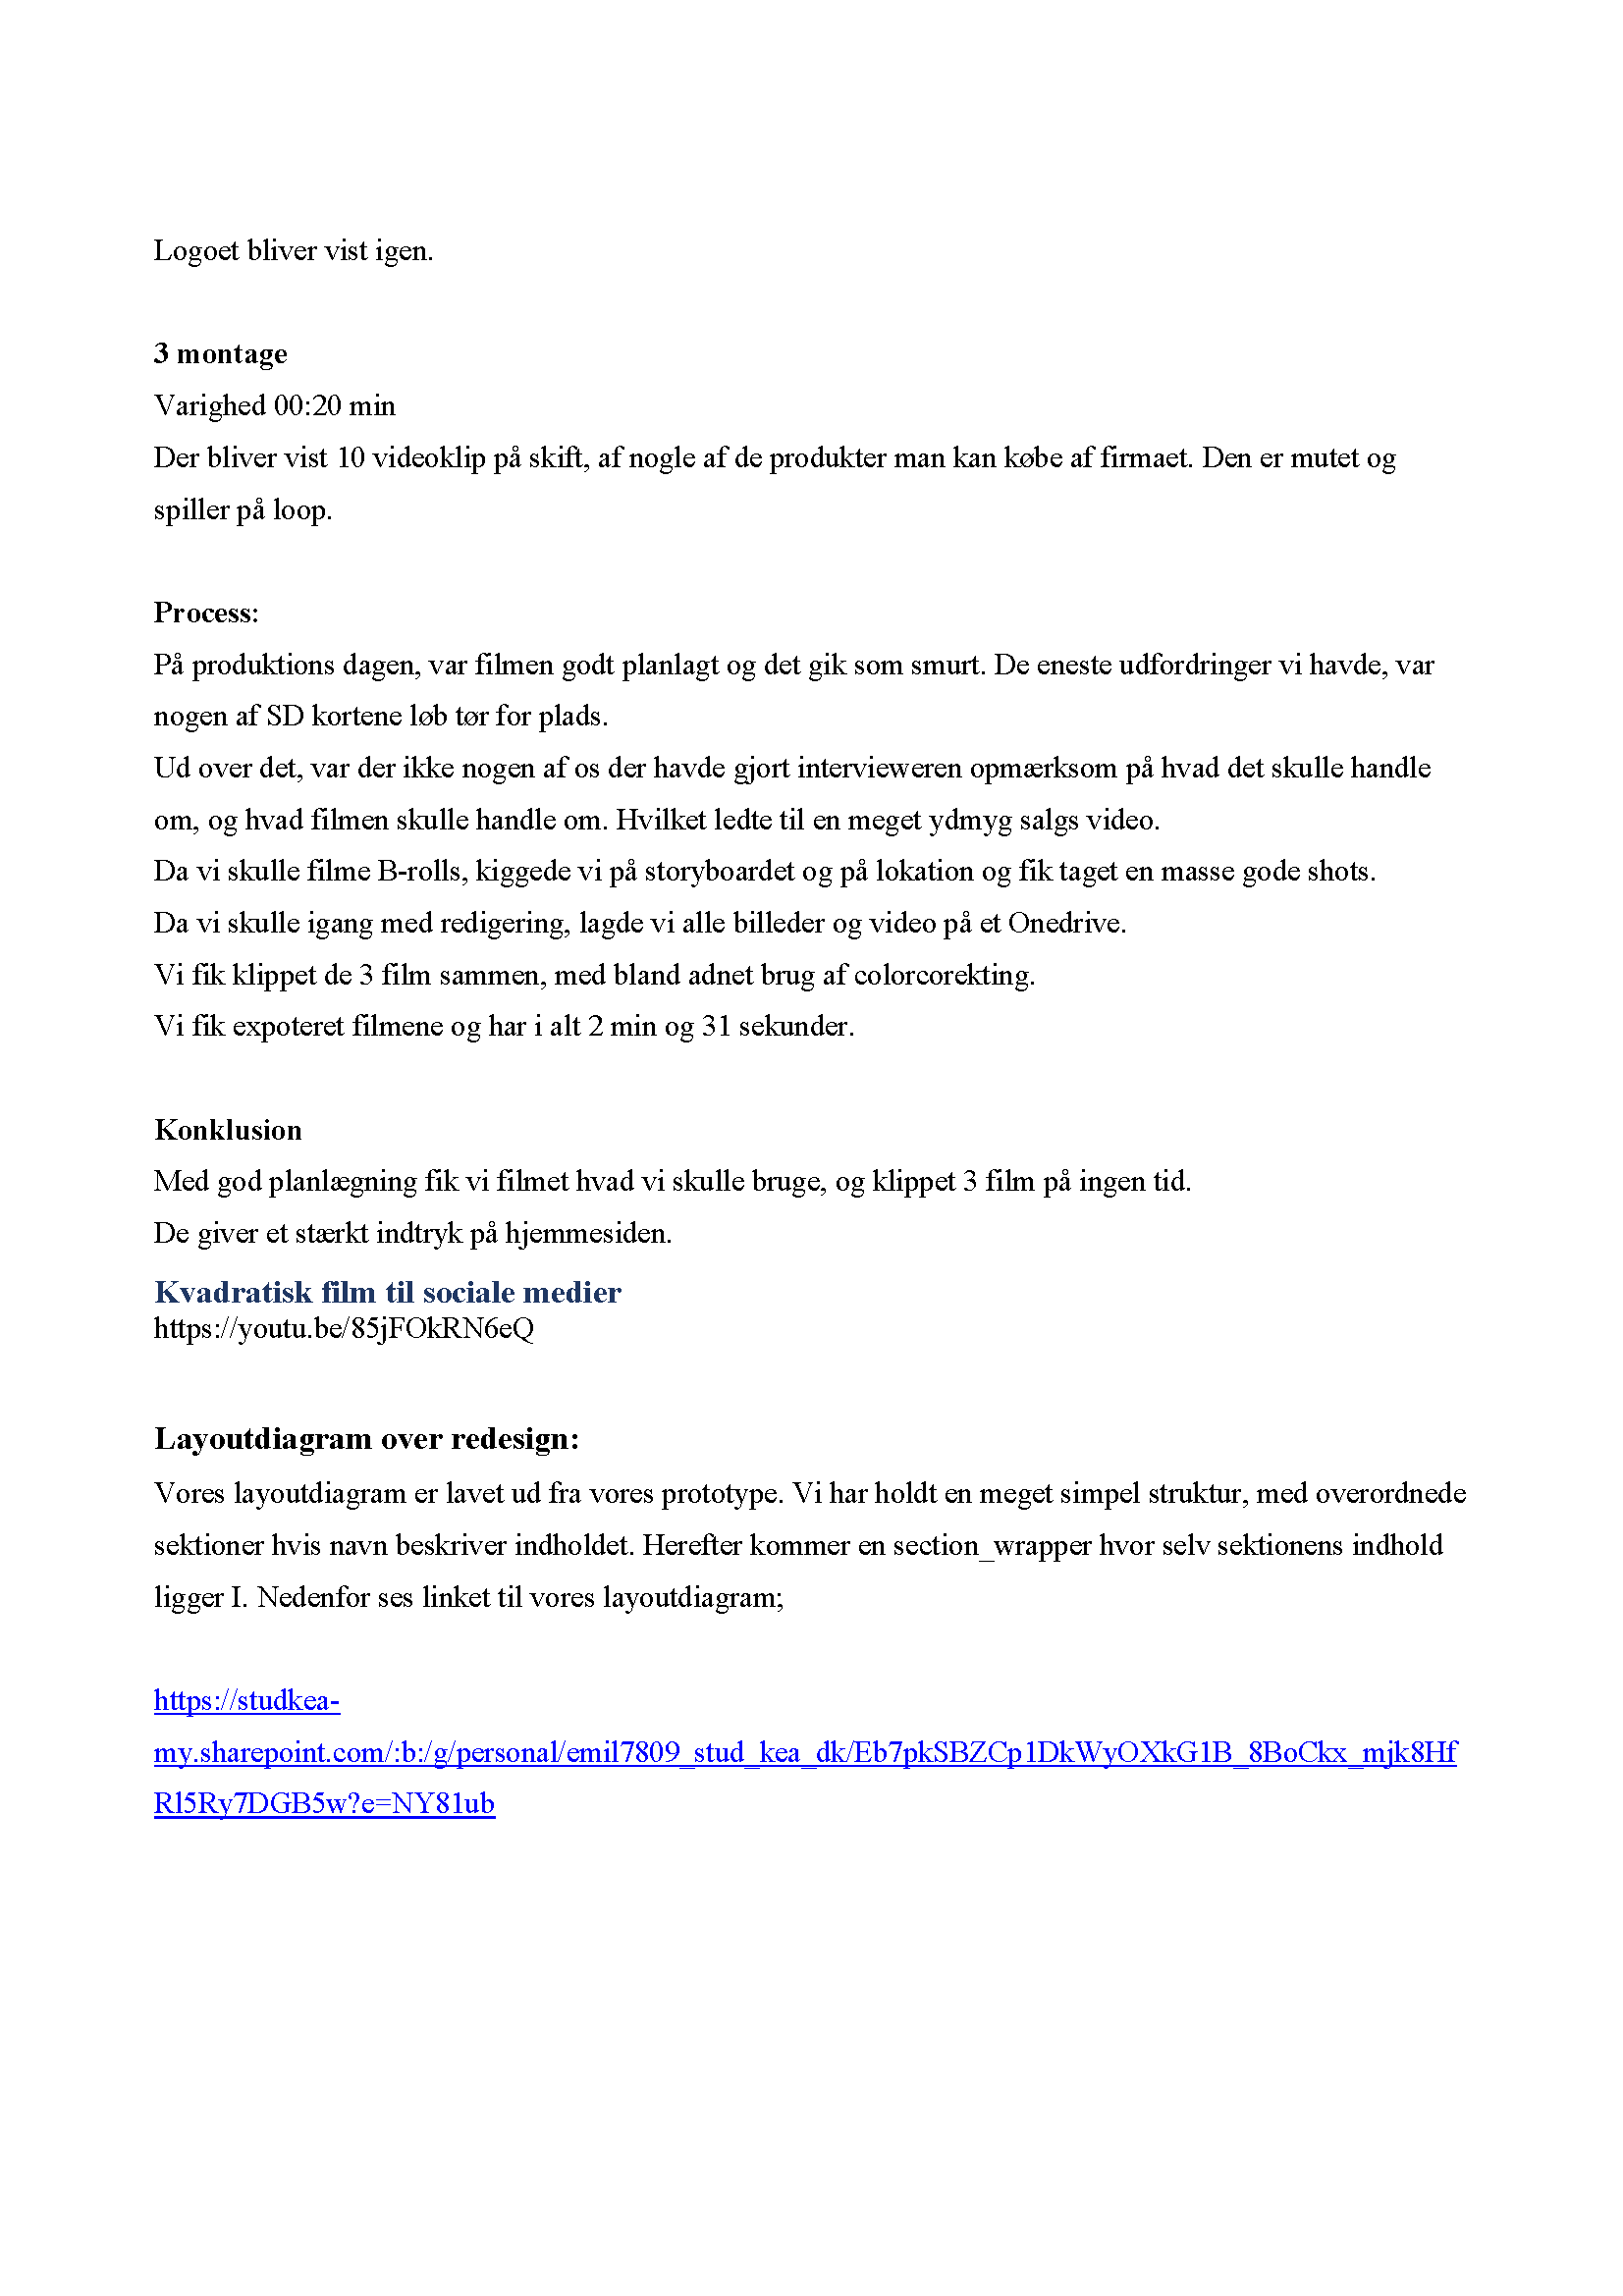 Logoet bliver vist igen.
3 montage
Varighed 00:20 min
Der bliver vist 10 videoklip på skift, af nogle af de produkter man kan købe af firmaet. Den er mutet og
spiller på loop.
Process:
På produktions dagen, var filmen godt planlagt og det gik som smurt. De eneste udfordringer vi havde, var
nogen af SD kortene løb tør for plads.
Ud over det, var der ikke nogen af os der havde gjort intervieweren opmærksom på hvad det skulle handle
om, og hvad filmen skulle handle om. Hvilket ledte til en meget ydmyg salgs video.
Da vi skulle filme B-rolls, kiggede vi på storyboardet og på lokation og fik taget en masse gode shots.
Da vi skulle igang med redigering, lagde vi alle billeder og video på et Onedrive.
Vi fik klippet de 3 film sammen, med bland adnet brug af colorcorekting.
Vi fik expoteret filmene og har i alt 2 min og 31 sekunder.
Konklusion
Med god planlægning fik vi filmet hvad vi skulle bruge, og klippet 3 film på ingen tid.
De giver et stærkt indtryk på hjemmesiden.
Kvadratisk film til sociale medier
https://youtu.be/85jFOkRN6eQ
Layoutdiagram over redesign:
Vores layoutdiagram er lavet ud fra vores prototype. Vi har holdt en meget simpel struktur, med overordnede
sektioner hvis navn beskriver indholdet. Herefter kommer en section_wrapper hvor selv sektionens indhold
ligger I. Nedenfor ses linket til vores layoutdiagram;
https://studkea-
my.sharepoint.com/:b:/g/personal/emil7809_stud_kea_dk/Eb7pkSBZCp1DkWyOXkG1B_8BoCkx_mjk8Hf
Rl5Ry7DGB5w?e=NY81ub